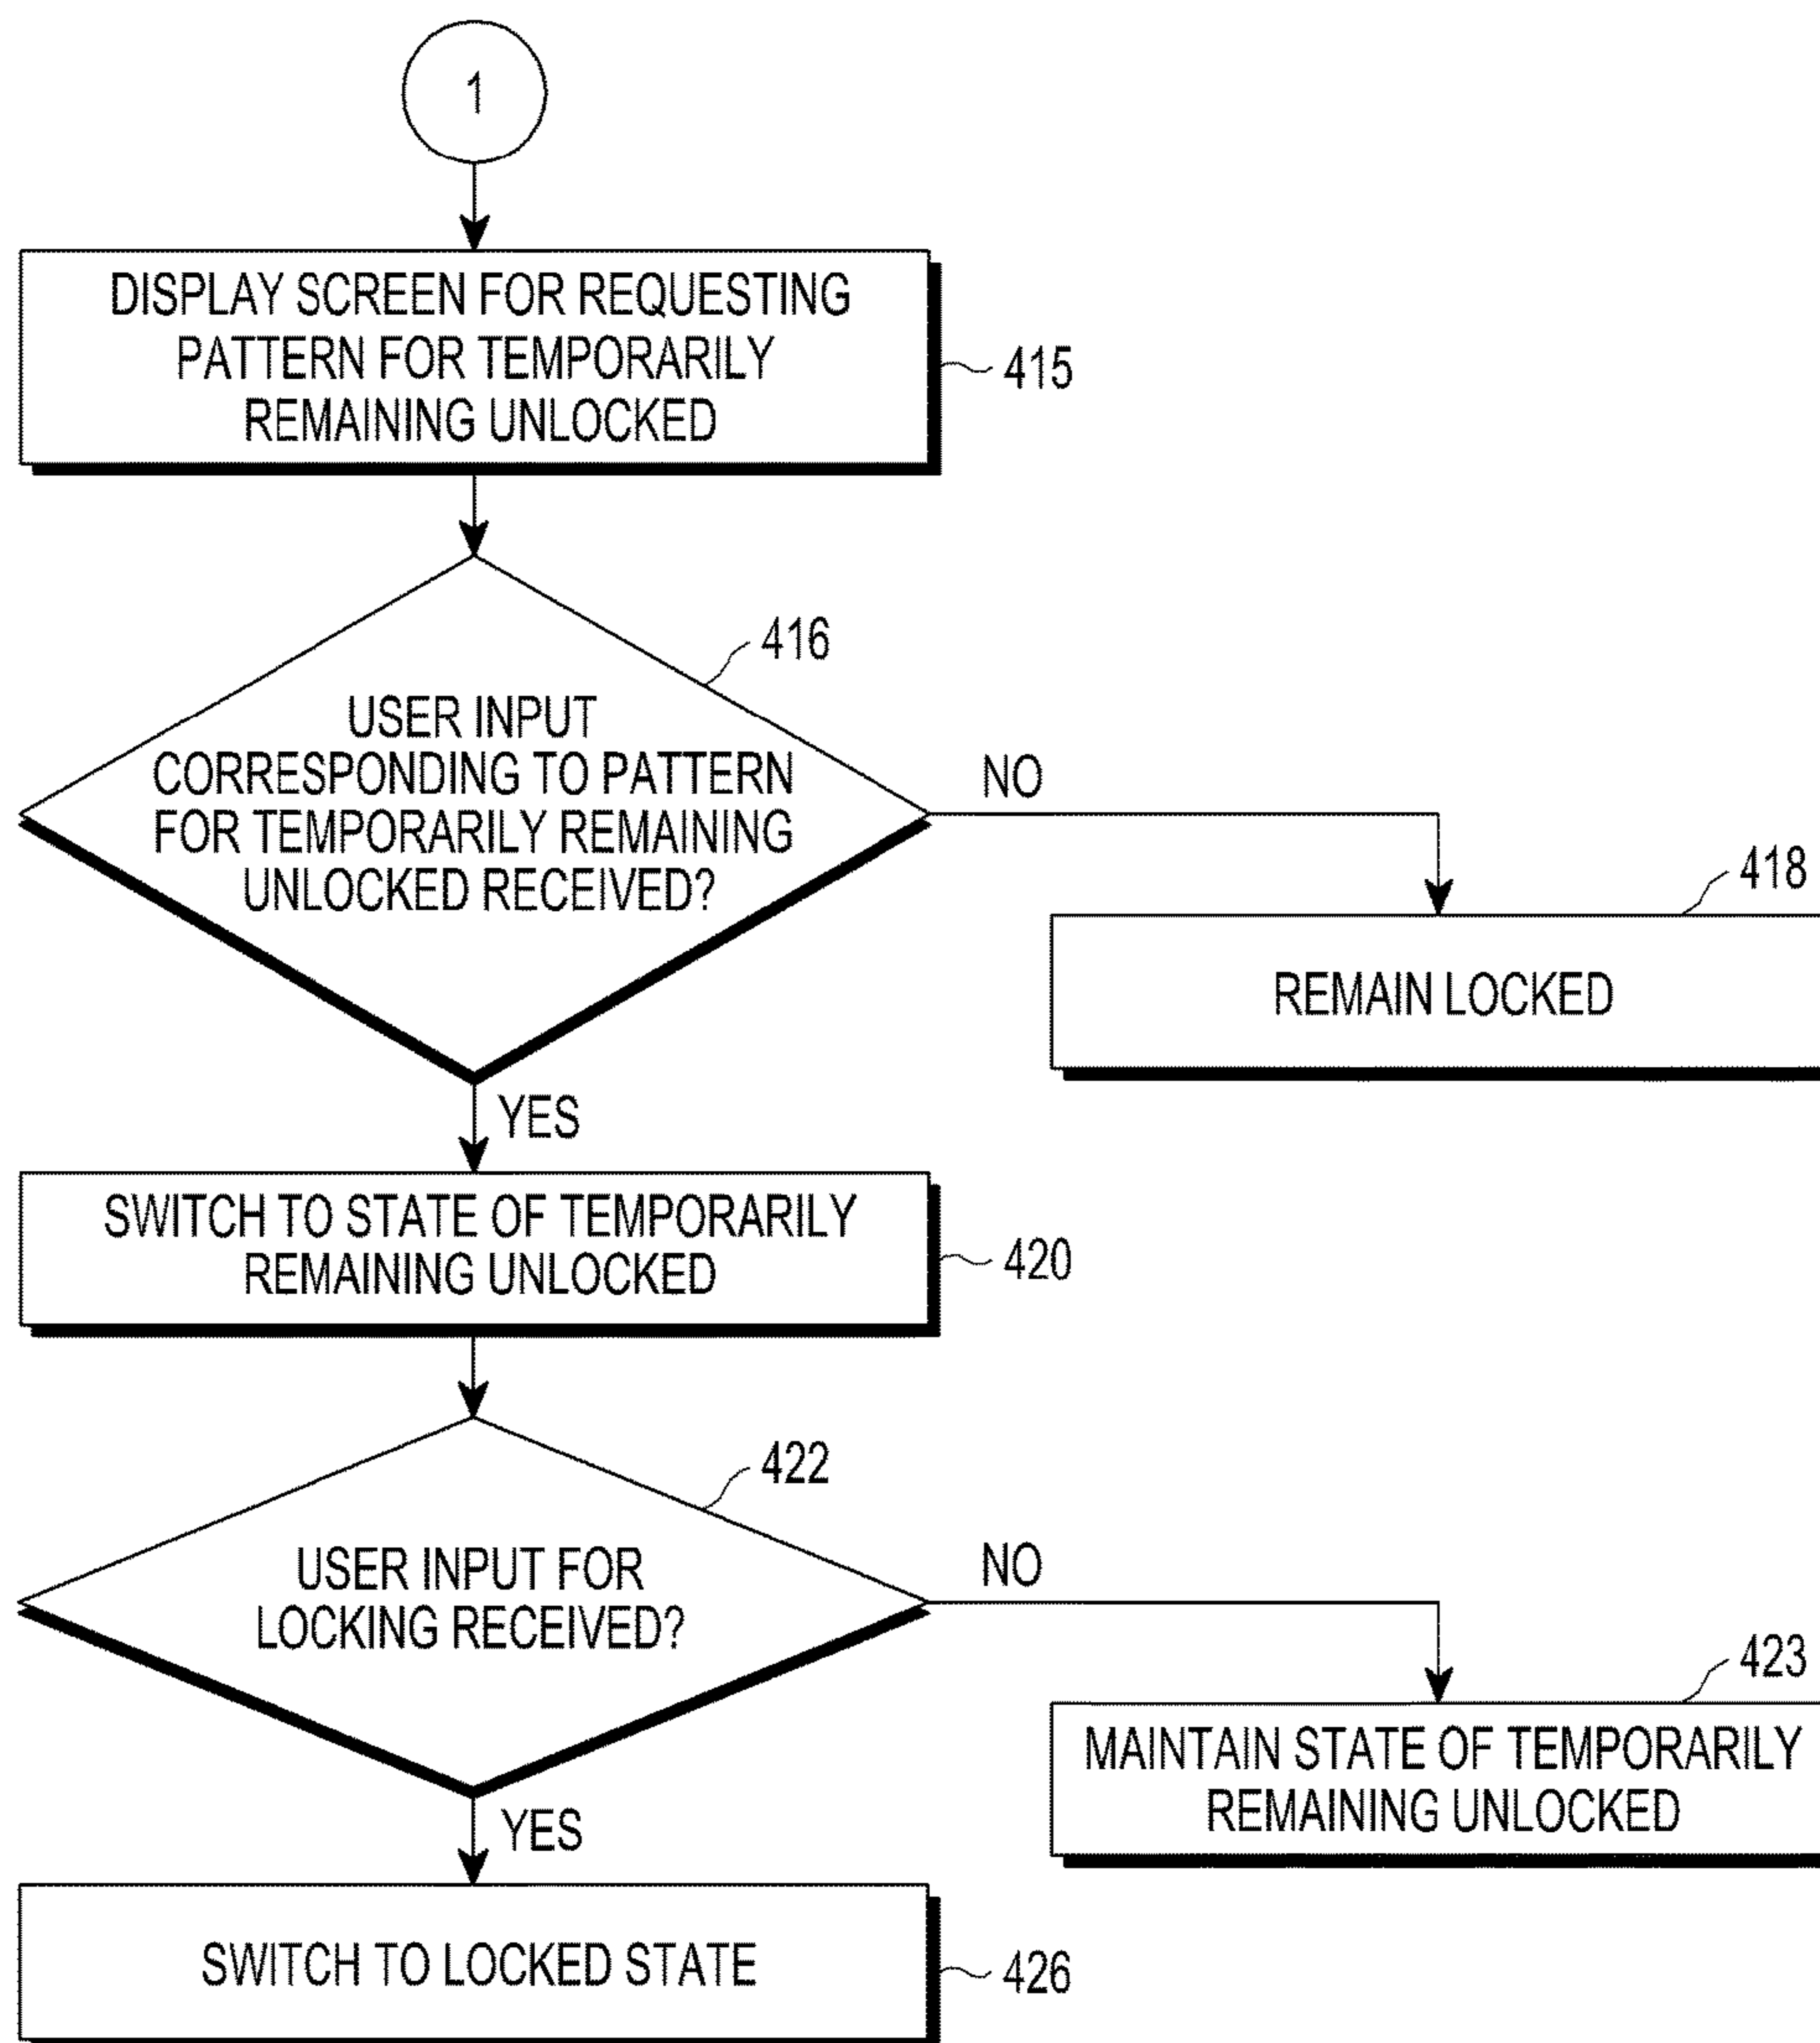 1
DISPLAY SCREEN FOR REQUESTING
PATTERN FOR TEMPORARILY
REMAINING UNLOCKED
415
416
USER INPUT
CORRESPONDING TO PATTERN
FOR TEMPORARILY REMAINING
UNLOCKED RECEIVED?
NO
418
REMAIN LOCKED
YES
SWITCH TO STATE OF TEMPORARILY
REMAINING UNLOCKED
420
422
USER INPUT FOR
LOCKING RECEIVED?
NO
423
MAINTAIN STATE OF TEMPORARILY
REMAINING UNLOCKED
YES
SWITCH TO LOCKED STATE
426